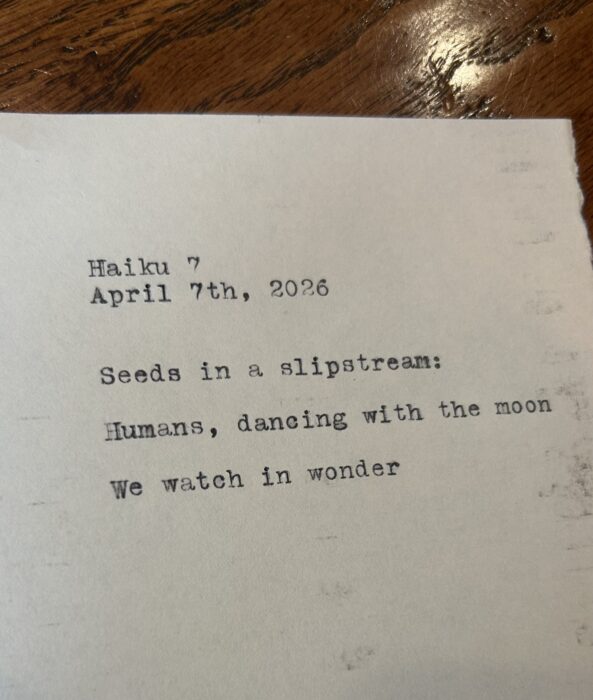 Haiku 7
April 7th, 2026
Seeds in a slipstream:
Humans, dancing with the moon
We watch in wonder